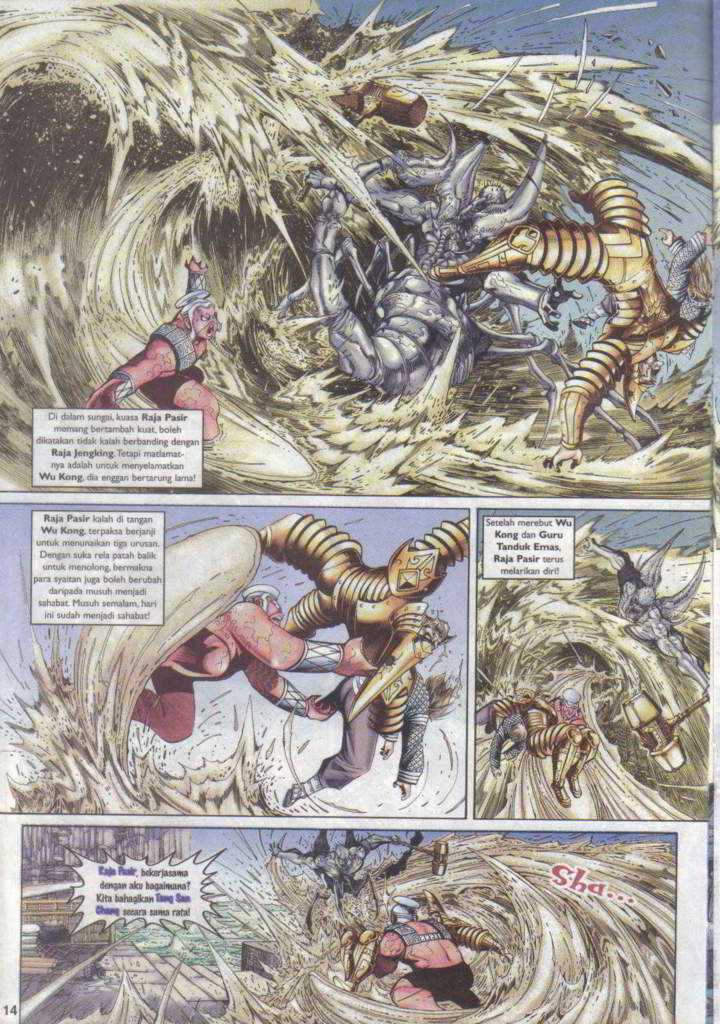 Di dalam sungai, kuasa Raja Pasir
memang bertambah kuat, boleh
dikatakan tidak kalah berbanding dengan
Raja Jengking. Tetapi matlamat-
nya adalah untuk menyelamatkan
Wu Kong, dia enggan bertarung lama!
Raja Pasir kalah di tangan
Wu Kong, terpaksa berjanji
untuk menunaikan tiga urusan.
Dengan suka rela patah balik
untuk menolong, bermakna
para syaitan juga boleh berubah
daripada musuh menjadi
sahabat. Musuh semalam, hari
ini sudah menjadi sahabat!
Setelah merebut Wu
Kong dan Guru
Tanduk Emas,
Raja Pasir terus
melarikan diri!
Raja Pasir, bekerjasama
dengan aku bagaimana?
Kita bahagikan Tang San
Chang secara sama rata!
Sha...
14